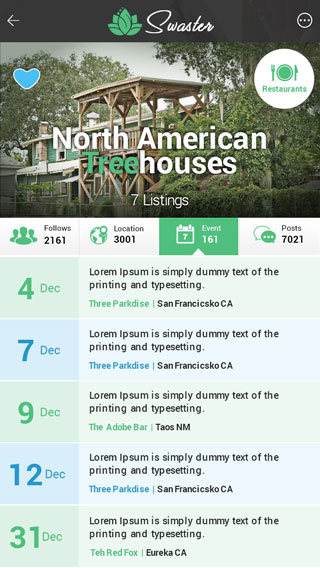 Swaster
Restaurants
North American
Treehouses
7 Listings
Follows
2161
Location
3001
7
Event
161
Posts
7021
4 Dec
Lorem Ipsum is simply dummy text of the
printing and typesetting.
Three Parkdise | San Francicsko CA
7 Dec
Lorem Ipsum is simply dummy text of the
printing and typesetting.
Three Parkdise | San Francicsko CA
9 Dec
Lorem Ipsum is simply dummy text of the
printing and typesetting.
The Adobe Bar | Taos NM
12 Dec
Lorem Ipsum is simply dummy text of the
printing and typesetting.
Three Parkdise | San Francicsko CA
31 Dec
Lorem Ipsum is simply dummy text of the
printing and typesetting.
Teh Red Fox | Eureka CA